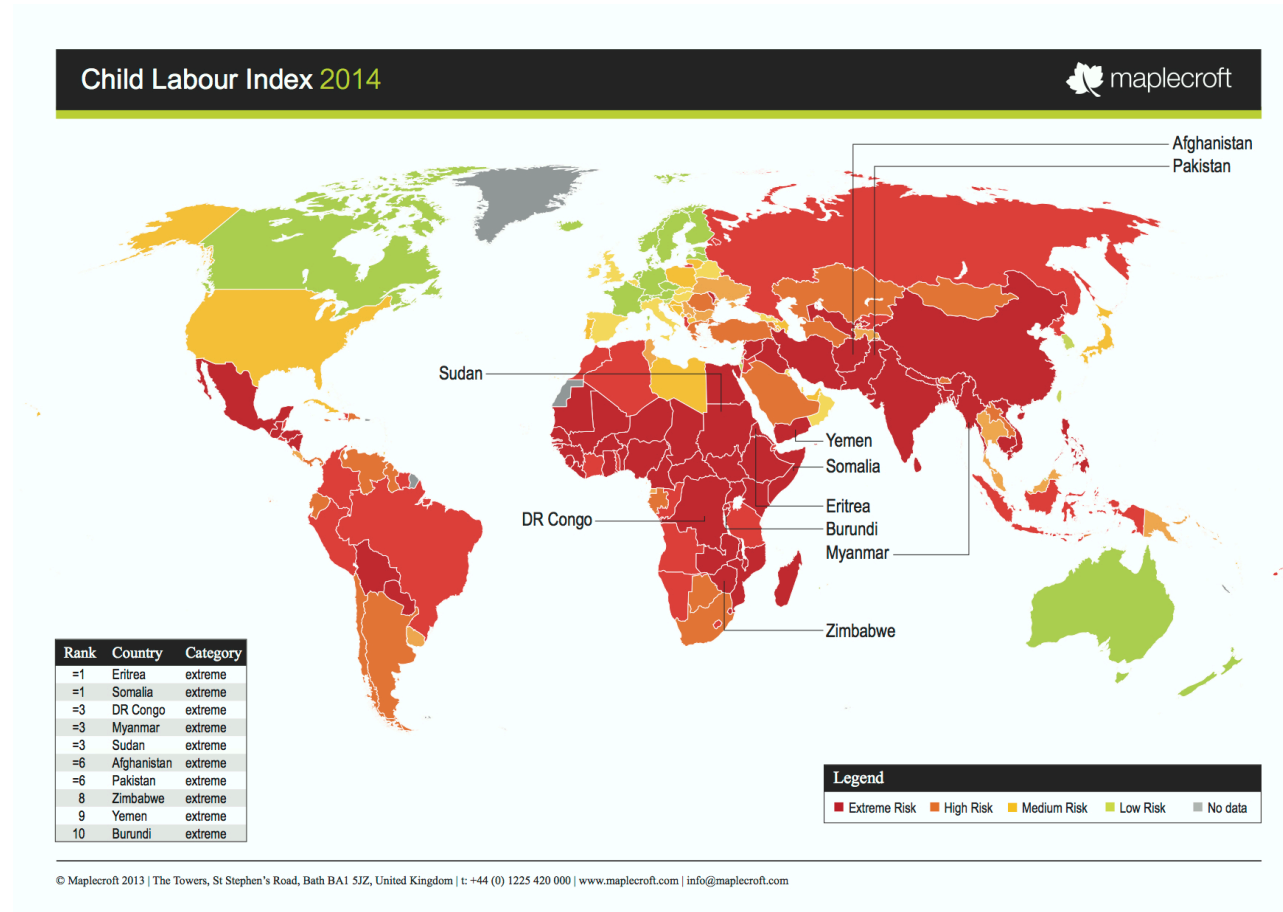 Child Labour Index 2014
maplecroft
Afghanistan
Pakistan
Sudan
Yemen
Somalia
Eritrea
DR Congo
Burundi
Myanmar
Zimbabwe
Rank Country Category
=1 Eritrea extreme
=1 Somalia extreme
=3 DR Congo extreme
=3 Myanmar extreme
=3 Sudan extreme
=6 Afghanistan extreme
=6 Pakistan extreme
8 Zimbabwe extreme
9 Yemen extreme
10 Burundi extreme
Legend
Extreme Risk High Risk Medium Risk Low Risk No data
© Maplecroft 2013 | The Towers, St Stephen's Road, Bath BA1 5JZ, United Kingdom | t: +44 (0) 1225 420 000 | www.maplecroft.com | info@maplecroft.com